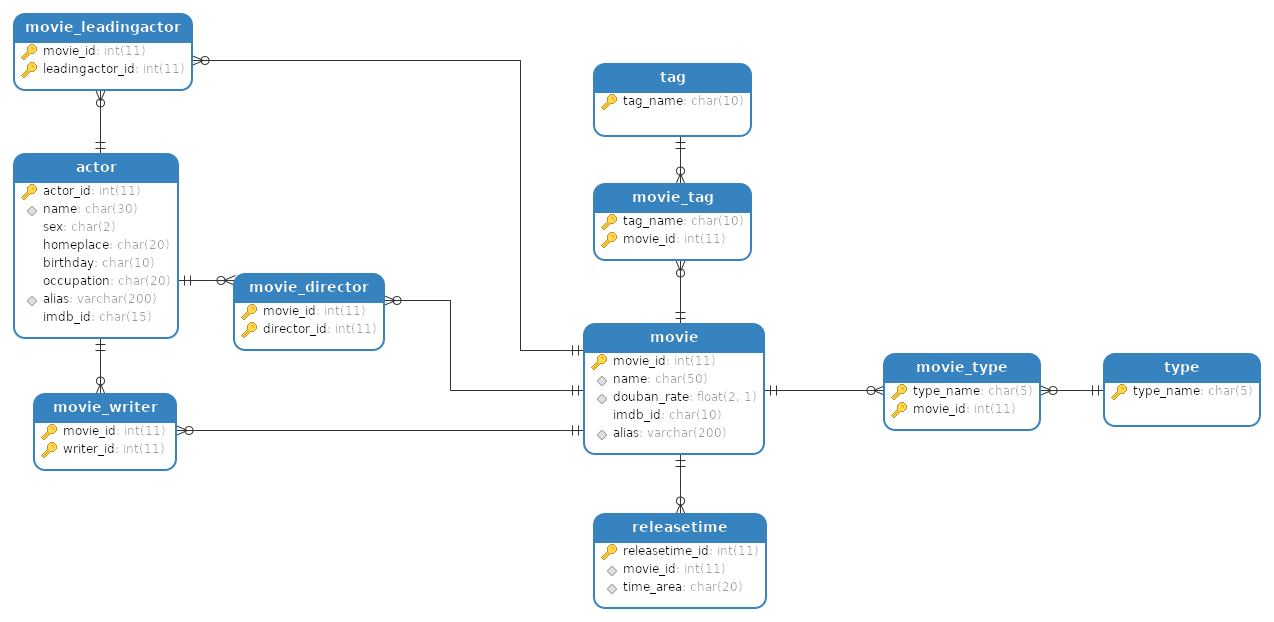 movie_leadingactor
movie_id: int(11)
leadingactor_id: int(11)
actor
actor_id: int(11)
name: char(30)
sex: char(2)
homeplace: char(20)
birthday: char(10)
occupation: char(20)
alias: varchar(200)
imdb_id: char(15)
movie_director
movie_id: int(11)
director_id: int(11)
movie_writer
movie_id: int(11)
writer_id: int(11)
tag
tag_name: char(10)
movie_tag
tag_name: char(10)
movie_id: int(11)
movie
movie_id: int(11)
name: char(50)
douban_rate: float(2, 1)
imdb_id: char(10)
alias: varchar(200)
releasetime
releasetime_id: int(11)
movie_id: int(11)
time_area: char(20)
movie_type
type_name: char(5)
movie_id: int(11)
type
type_name: char(5)